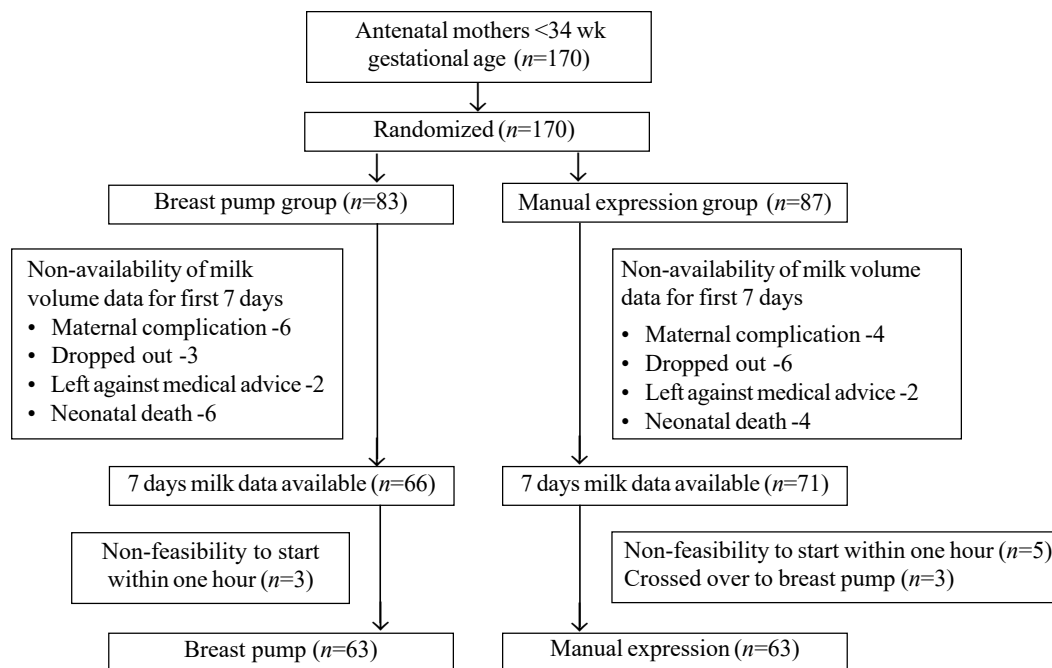 Antenatal mothers <34 wk
gestational age (n=170)
Randomized (n=170)
Breast pump group (n=83)
Manual expression group (n=87)
Non-availability of milk
volume data for first 7 days
• Maternal complication -6
• Dropped out -3
• Left against medical advice -2
• Neonatal death -6
Non-availability of milk volume
data for first 7 days
• Maternal complication -4
• Dropped out -6
• Left against medical advice -2
• Neonatal death -4
7 days milk data available (n=66)
7 days milk data available (n=71)
Non-feasibility to start
within one hour (n=3)
Non-feasibility to start within one hour (n=5)
Crossed over to breast pump (n=3)
Breast pump (n=63)
Manual expression (n=63)